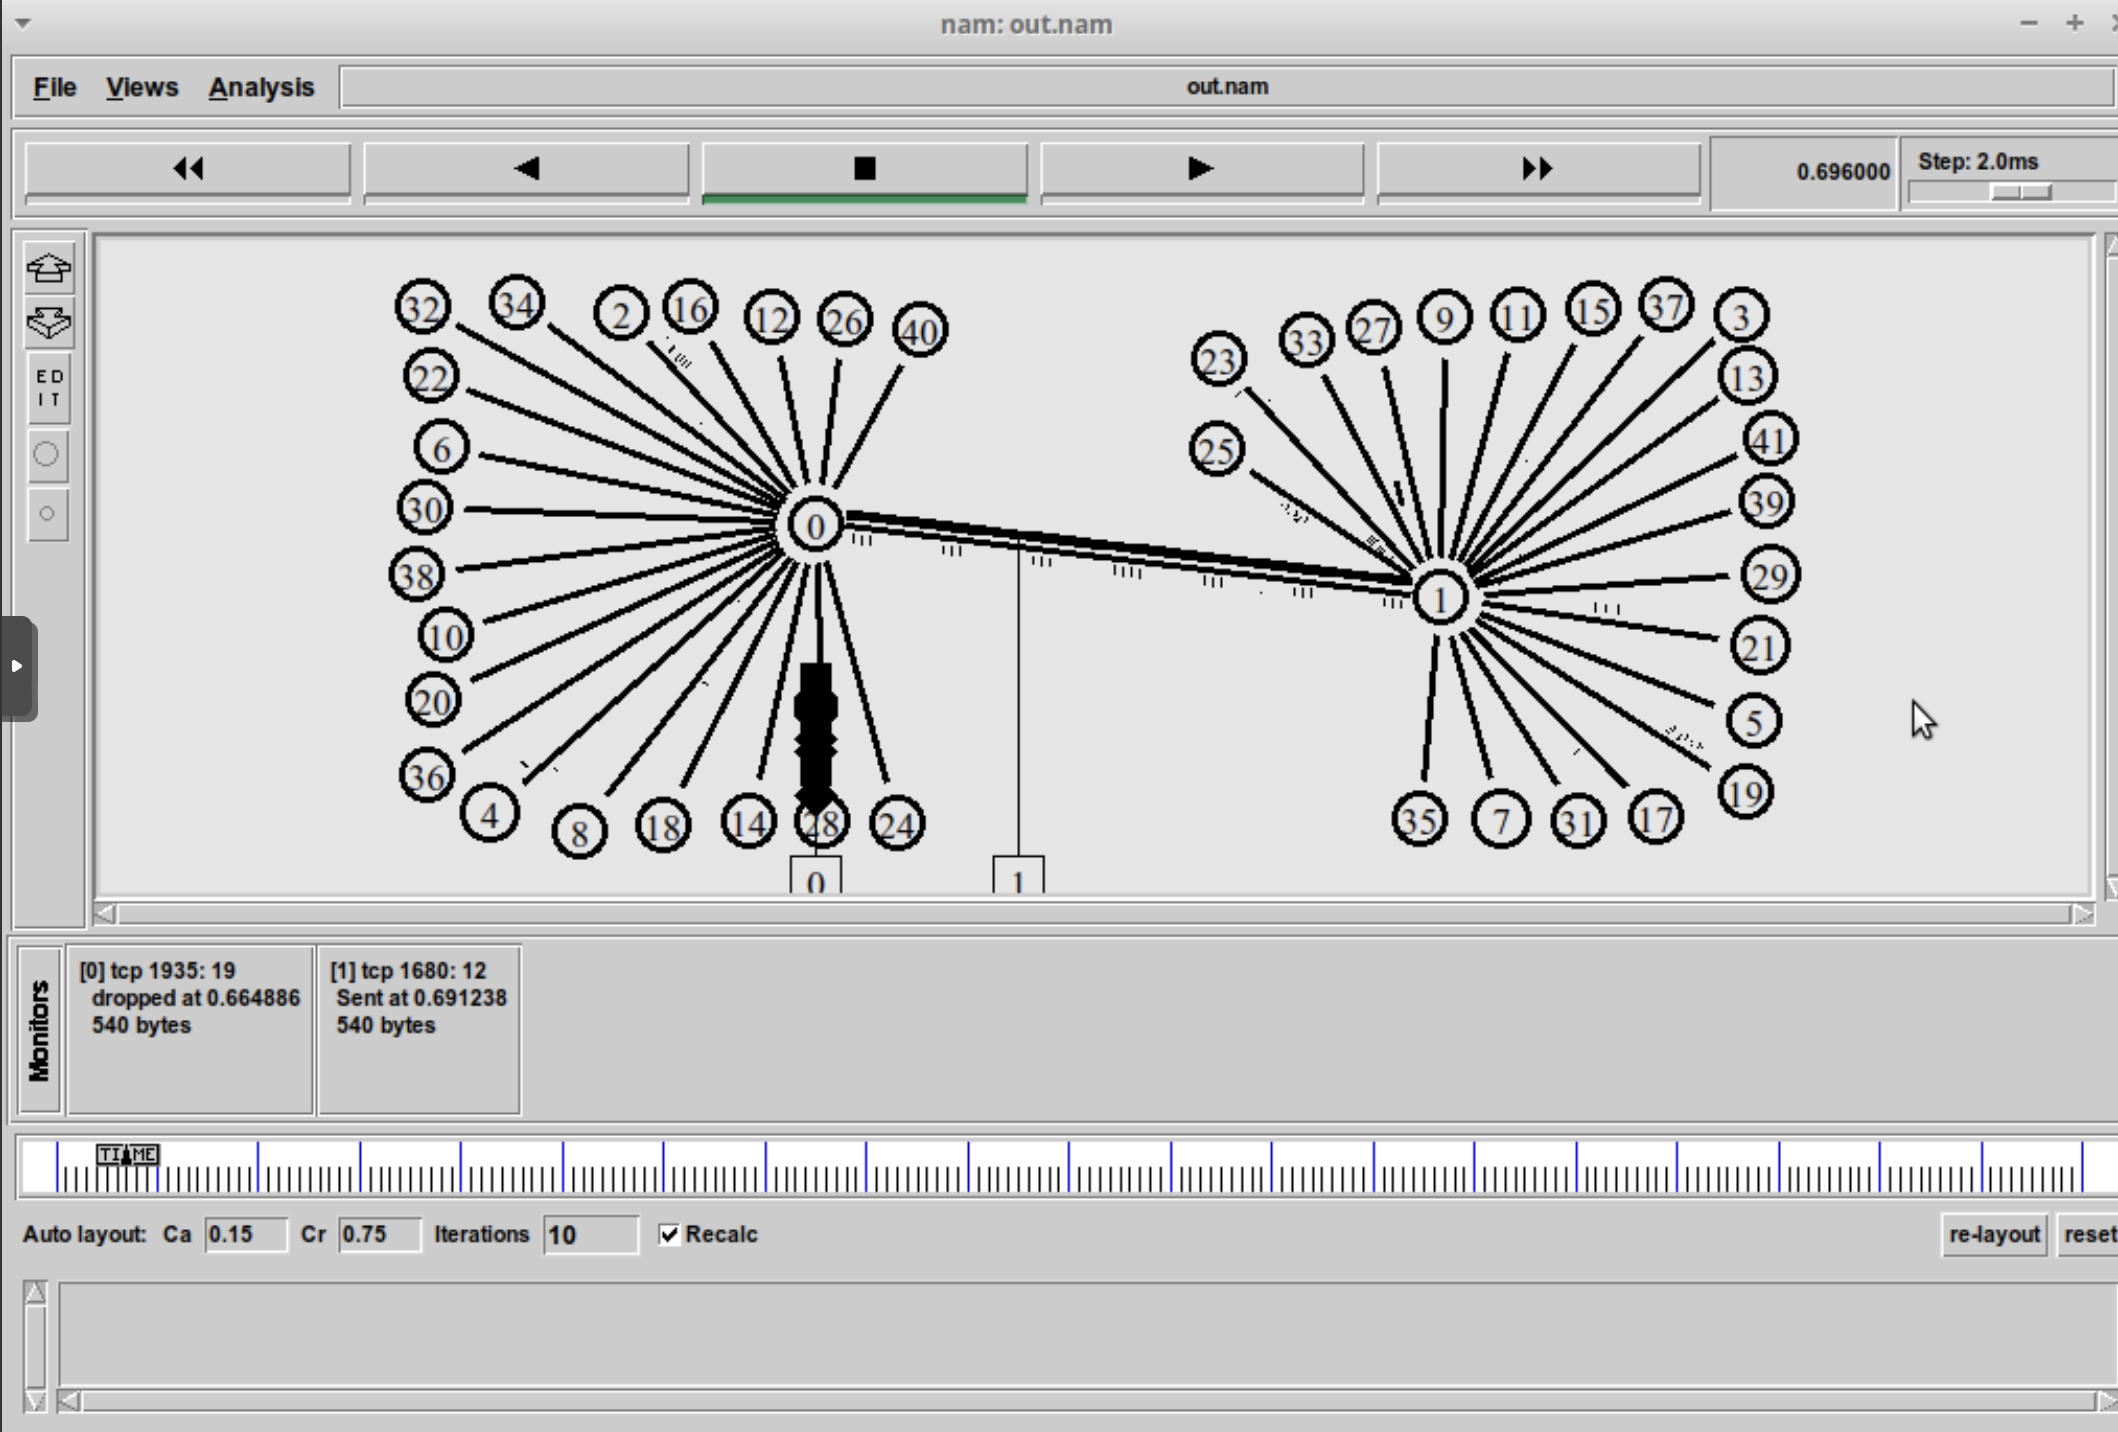 nam: out.nam
File Views Analysis out.nam
0.696000 Step: 2.0ms
ED
IT
32 34 2 16 12 26 40
23 33 27 9 11 15 37 3
22 13
6 25 41
30 0 39
38 1 29
10 21
20 5
36 19
4 8 18 14 28 24
35 7 31 17
0 1
Monitors
[0] tcp 1935: 19
dropped at 0.664886
540 bytes
[1] tcp 1680: 12
Sent at 0.691238
540 bytes
TIME
Auto layout: Ca 0.15 Cr 0.75 Iterations 10 Recalc re-layout reset